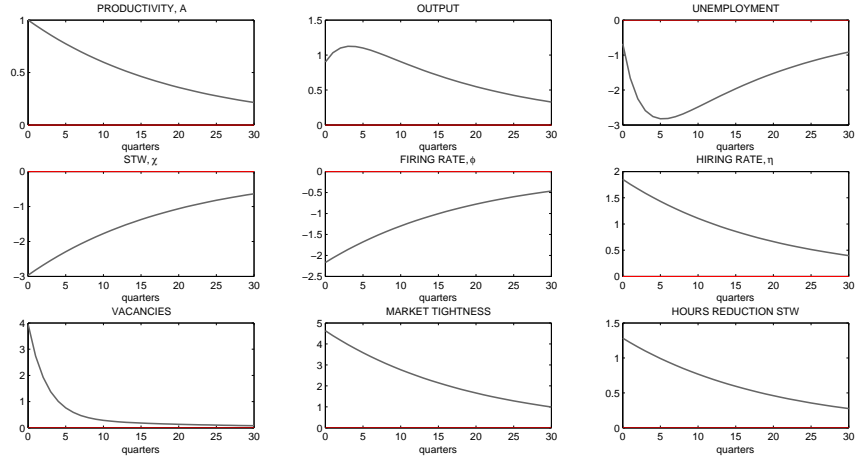 PRODUCTIVITY, A
1
0.5
0
0 5 10 15 20 25 30
quarters
OUTPUT
1.5
1
0.5
0
0 5 10 15 20 25 30
quarters
UNEMPLOYMENT
0
−1
−2
−3
0 5 10 15 20 25 30
quarters
STW, χ
0
−1
−2
−3
0 5 10 15 20 25 30
quarters
FIRING RATE, ϕ
0
−0.5
−1
−1.5
−2
−2.5
0 5 10 15 20 25 30
quarters
HIRING RATE, η
2
1.5
1
0.5
0
0 5 10 15 20 25 30
quarters
VACANCIES
4
3
2
1
0
0 5 10 15 20 25 30
quarters
MARKET TIGHTNESS
5
4
3
2
1
0
0 5 10 15 20 25 30
quarters
HOURS REDUCTION STW
1.5
1
0.5
0
0 5 10 15 20 25 30
quarters